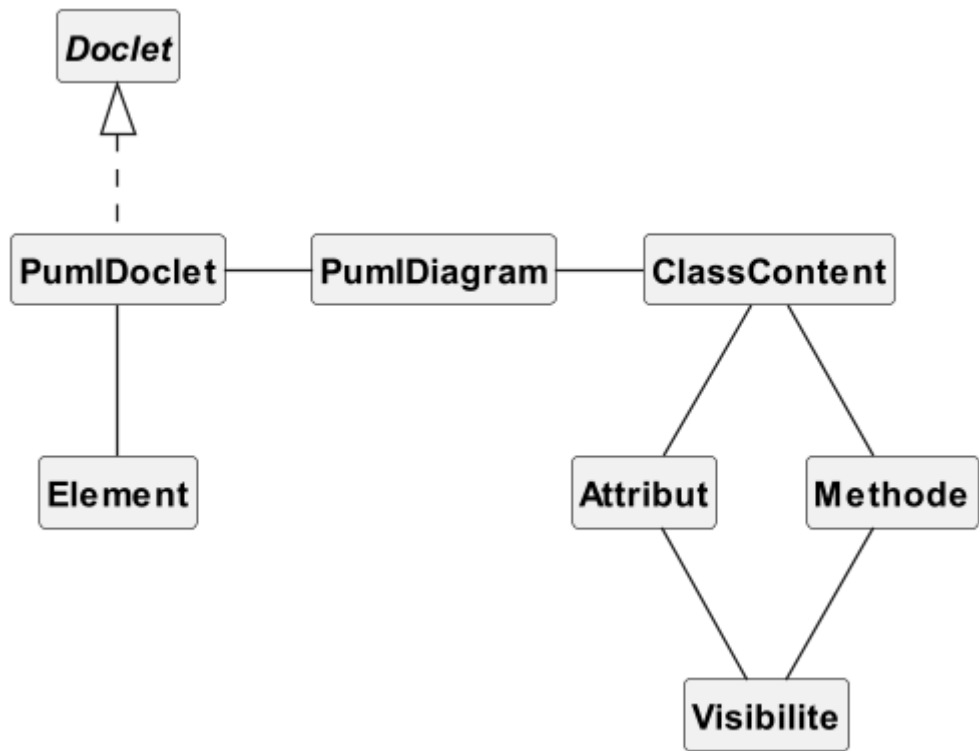 Doclet
PumlDoclet
PumlDiagram
ClassContent
Element
Attribut
Methode
Visibilite